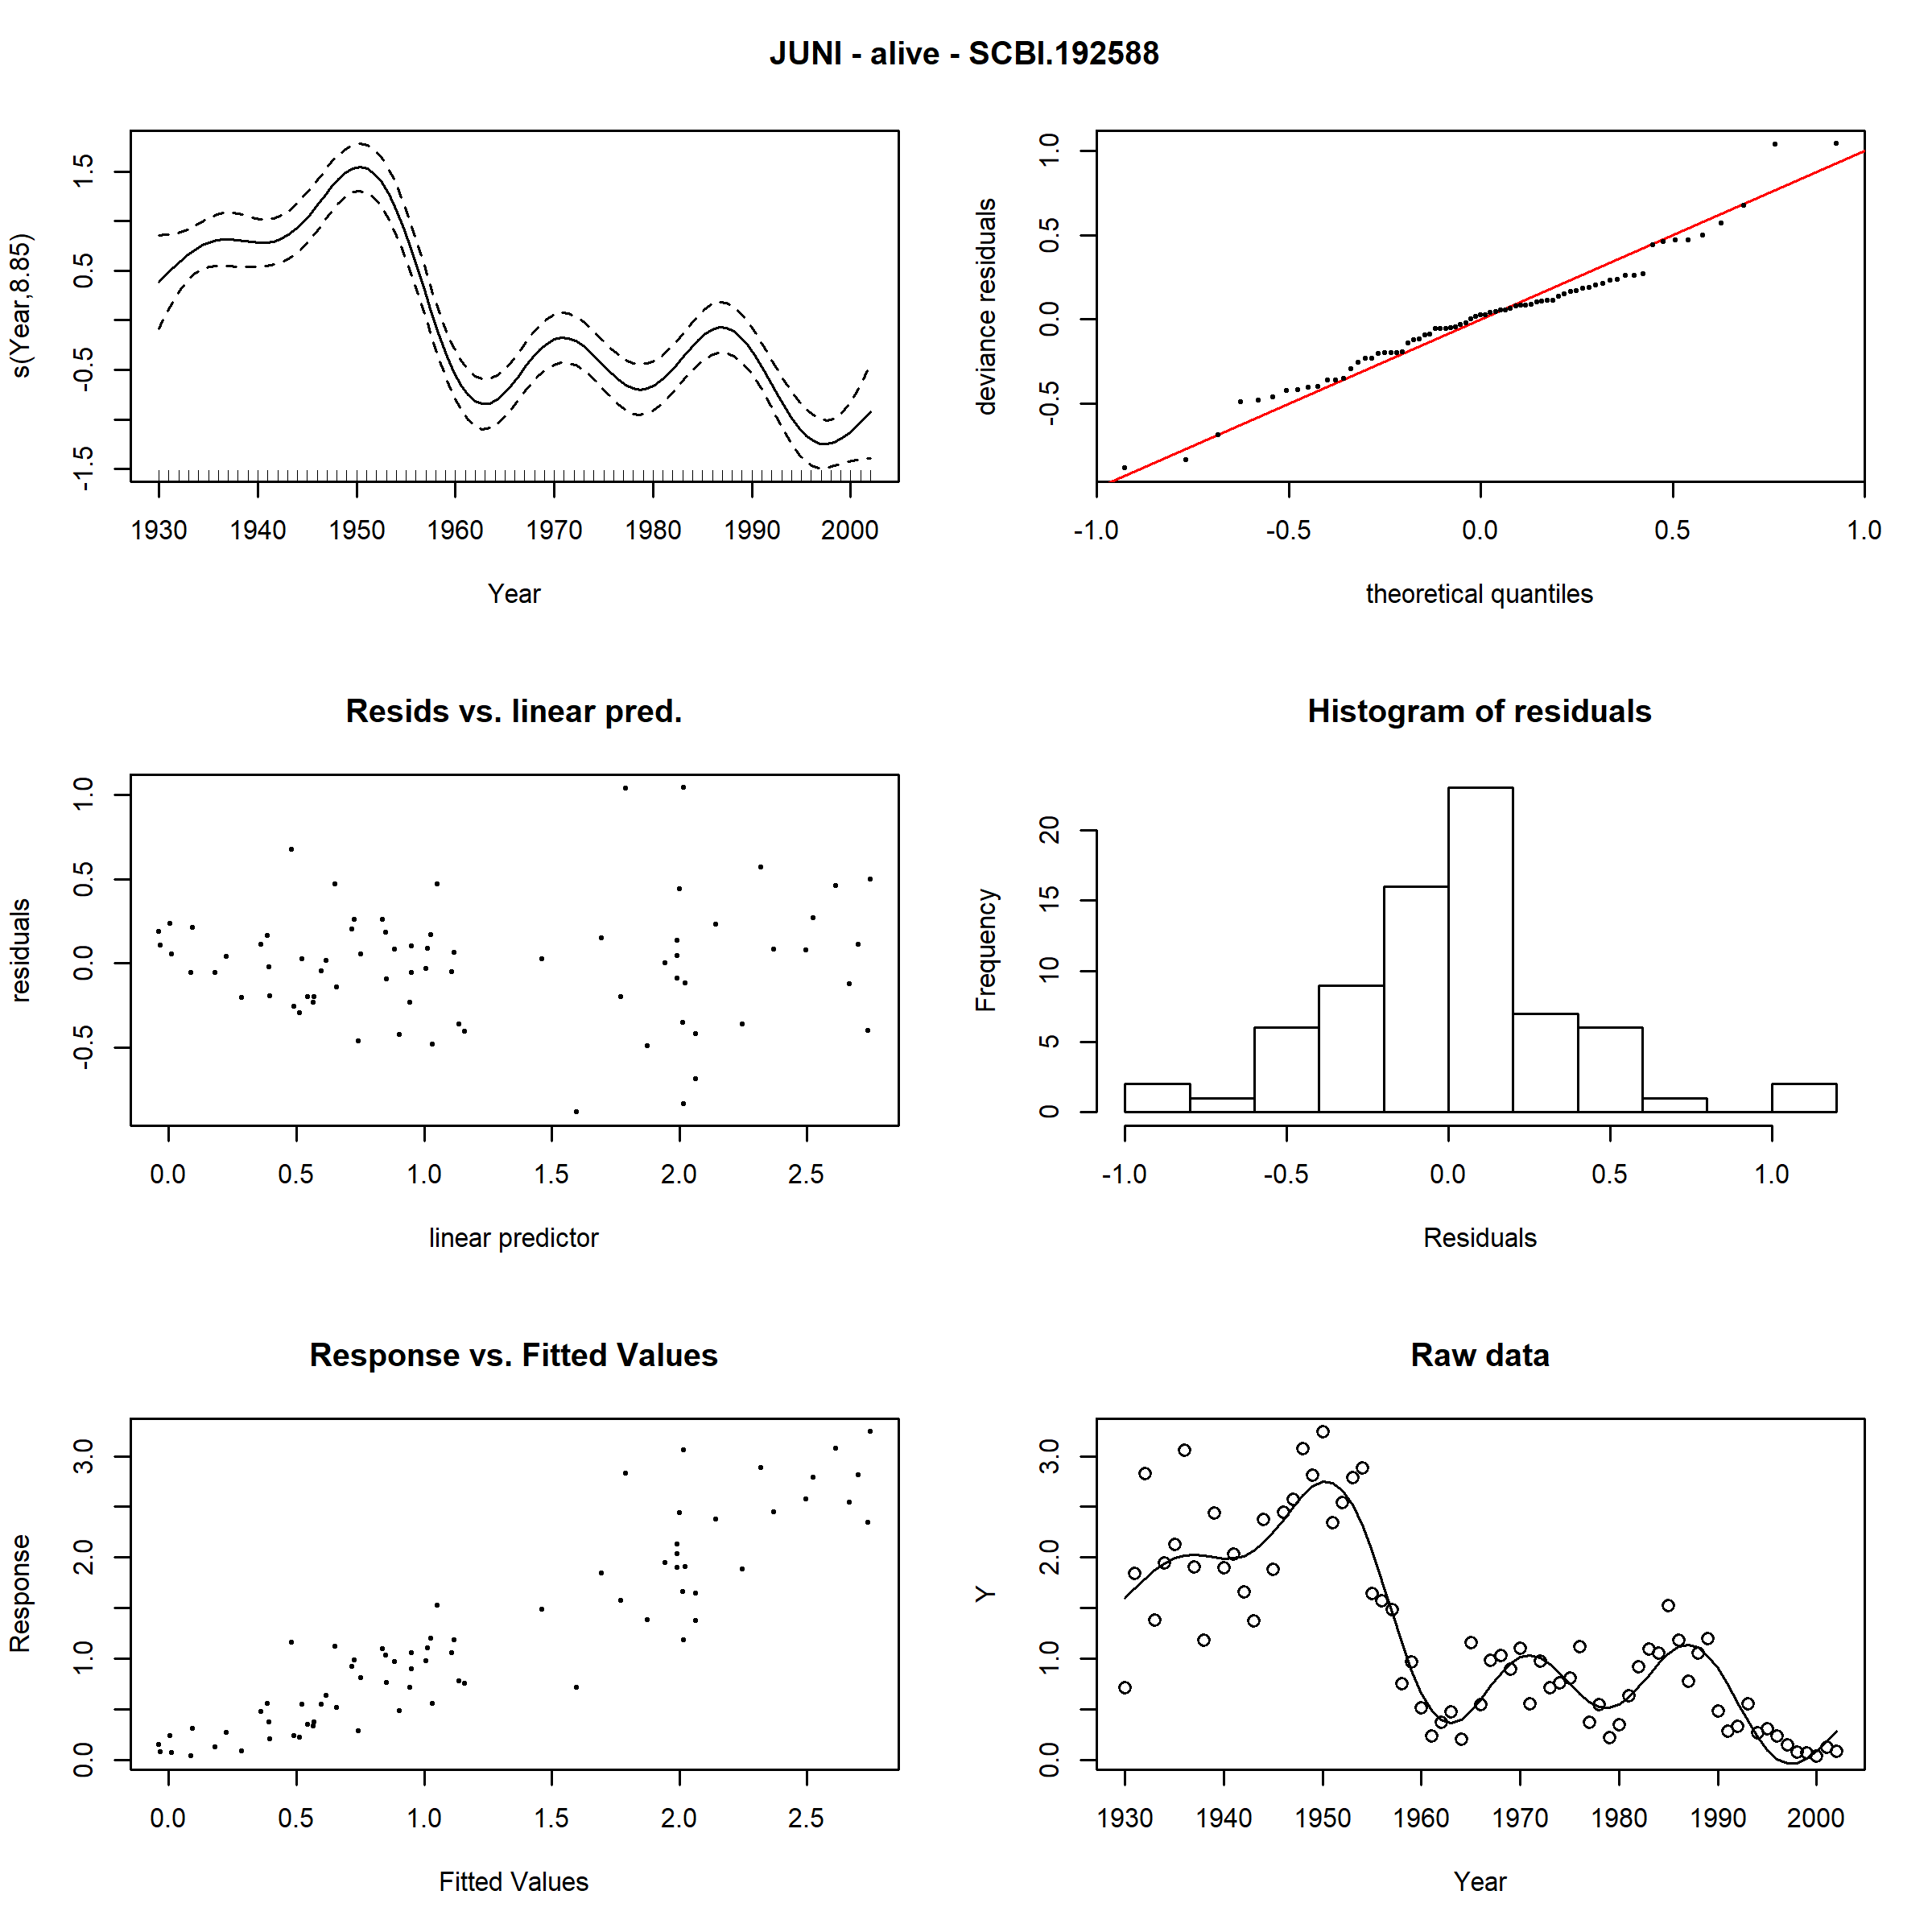 JUNI - alive - SCBI.192588
s(Year,8.85)
-1.5 -0.5 0.5 1.5
1930 1940 1950 1960 1970 1980 1990 2000
Year
deviance residuals
-0.5 0.0 0.5 1.0
-1.0 -0.5 0.0 0.5 1.0
theoretical quantiles
Resids vs. linear pred.
residuals
-0.5 0.0 0.5 1.0
0.0 0.5 1.0 1.5 2.0 2.5
linear predictor
Histogram of residuals
Frequency
0 5 10 15 20
-1.0 -0.5 0.0 0.5 1.0
Residuals
Response vs. Fitted Values
Response
0.0 1.0 2.0 3.0
0.0 0.5 1.0 1.5 2.0 2.5
Fitted Values
Raw data
Y
0.0 1.0 2.0 3.0
1930 1940 1950 1960 1970 1980 1990 2000
Year